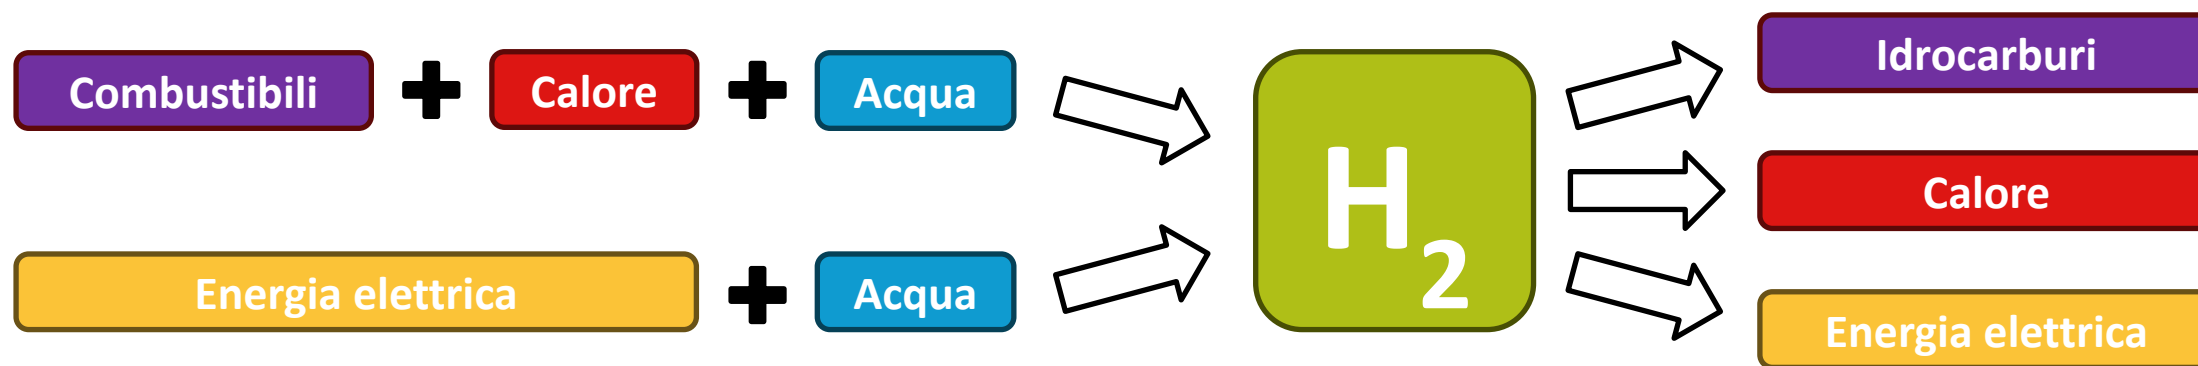 Combustibili + Calore + Acqua
Energia elettrica + Acqua
H2
Idrocarburi
Calore
Energia elettrica